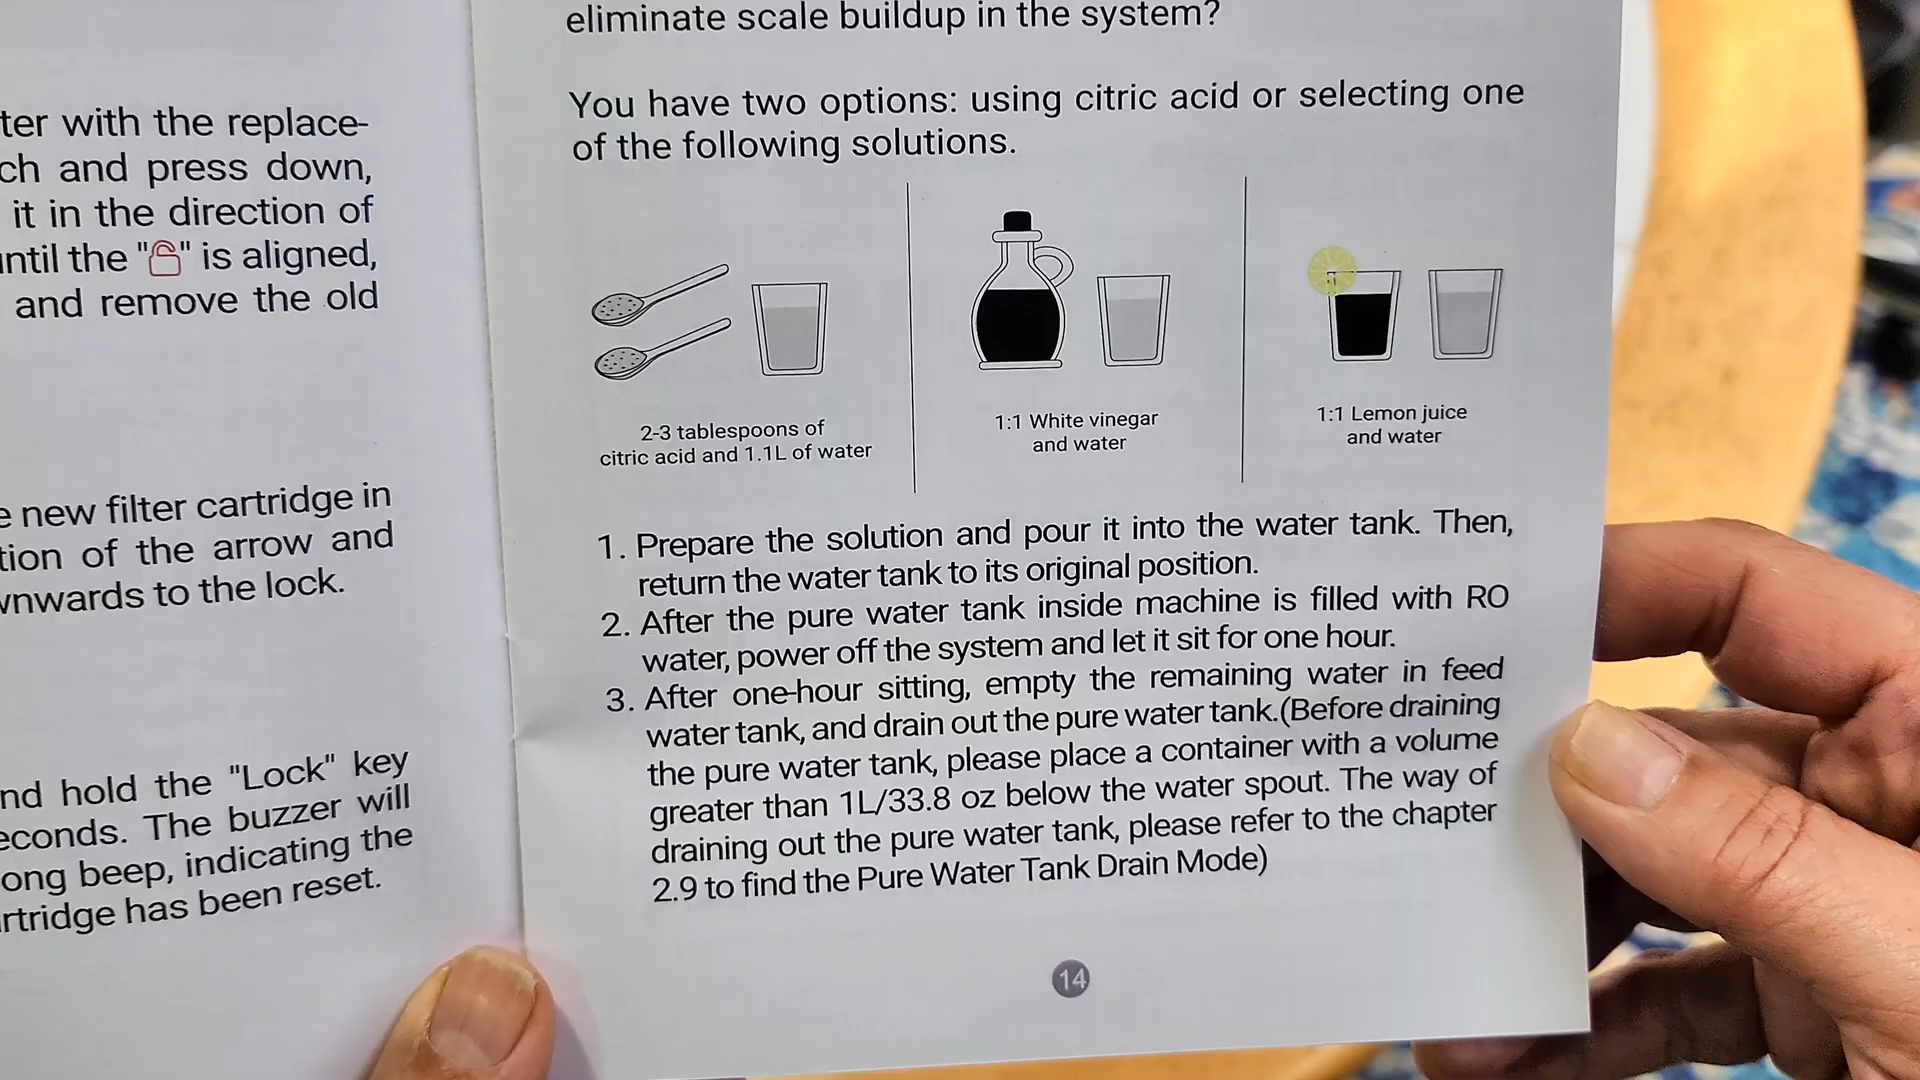 ter with the replace-
ch and press down,
it in the direction of
until the "" is aligned,
and remove the old
new filter cartridge in
tion of the arrow and
wnwards to the lock.
nd hold the "Lock" key
econds. The buzzer will
ong beep, indicating the
artridge has been reset.
eliminate scale buildup in the system?
You have two options: using citric acid or selecting one
of the following solutions.
2-3 tablespoons of
citric acid and 1.1L of water
1:1 White vinegar
and water
1:1 Lemon juice
and water
1. Prepare the solution and pour it into the water tank. Then,
return the water tank to its original position.
2. After the pure water tank inside machine is filled with RO
water, power off the system and let it sit for one hour.
3. After one-hour sitting, empty the remaining water in feed
water tank, and drain out the pure water tank.(Before draining
the pure water tank, please place a container with a volume
greater than 1L/33.8 oz below the water spout. The way of
draining out the pure water tank, please refer to the chapter
2.9 to find the Pure Water Tank Drain Mode)
14